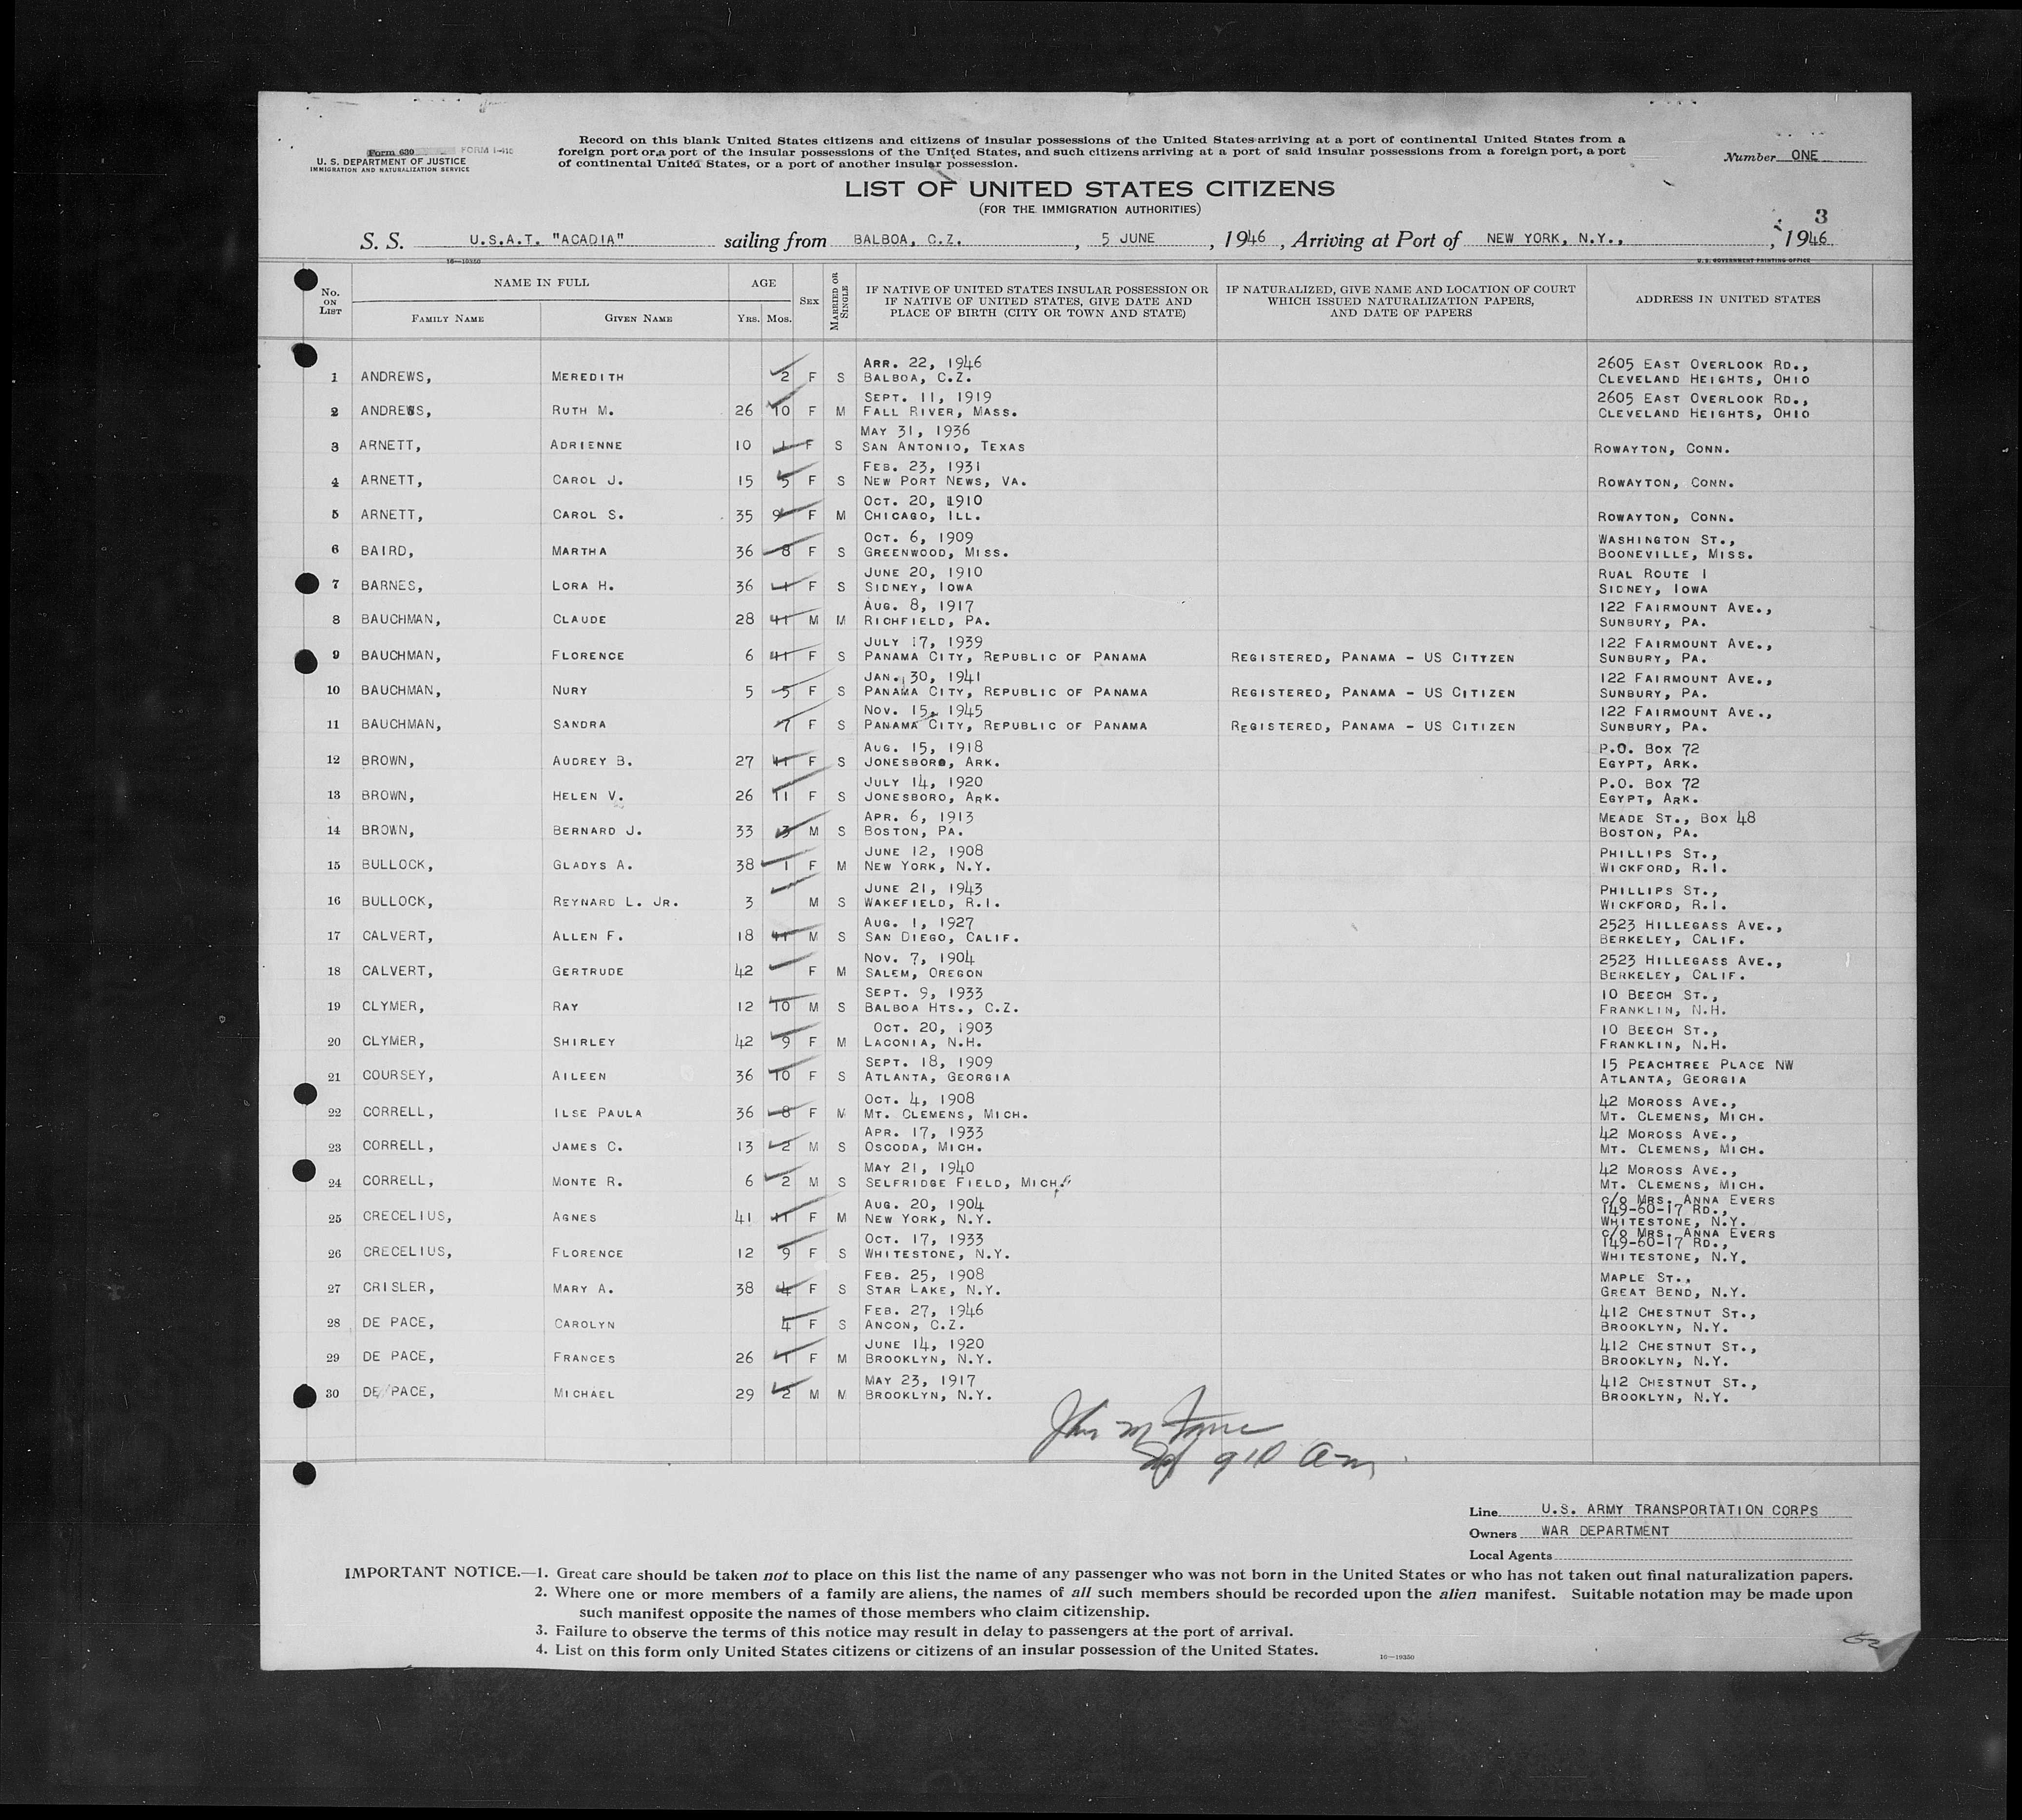 Form 630 FORM I-410
U. S. DEPARTMENT OF JUSTICE
IMMIGRATION AND NATURALIZATION SERVICE
Record on this blank United States citizens and citizens of insular possessions of the United States arriving at a port of continental United States from a
foreign port or a port of the insular possessions of the United States, and such citizens arriving at a port of said insular possessions from a foreign port, a port
of continental United States, or a port of another insular possession.
Number ONE
LIST OF UNITED STATES CITIZENS
(FOR THE IMMIGRATION AUTHORITIES)
3
S. S. U.S.A.T. "ACADIA" sailing from BALBOA, C.Z. , 5 JUNE , 1946 , Arriving at Port of NEW YORK, N.Y., , 1946
16—19350
U. S. GOVERNMENT PRINTING OFFICE
No. ON LIST
NAME IN FULL
FAMILY NAME
GIVEN NAME
AGE
YRS. MOS.
SEX
MARRIED OR SINGLE
IF NATIVE OF UNITED STATES INSULAR POSSESSION OR
IF NATIVE OF UNITED STATES, GIVE DATE AND
PLACE OF BIRTH (CITY OR TOWN AND STATE)
IF NATURALIZED, GIVE NAME AND LOCATION OF COURT
WHICH ISSUED NATURALIZATION PAPERS,
AND DATE OF PAPERS
ADDRESS IN UNITED STATES
ARR. 22, 1946 2605 EAST OVERLOOK RD.,
1 ANDREWS, MEREDITH 2 F S BALBOA, C.Z. CLEVELAND HEIGHTS, OHIO
SEPT. 11, 1919 2605 EAST OVERLOOK RD.,
2 ANDREWS, RUTH M. 26 10 F M FALL RIVER, MASS. CLEVELAND HEIGHTS, OHIO
MAY 31, 1936
3 ARNETT, ADRIENNE 10 1 F S SAN ANTONIO, TEXAS ROWAYTON, CONN.
FEB. 23, 1931
4 ARNETT, CAROL J. 15 5 F S NEW PORT NEWS, VA. ROWAYTON, CONN.
OCT. 20, 1910
5 ARNETT, CAROL S. 35 9 F M CHICAGO, ILL. ROWAYTON, CONN.
OCT. 6, 1909 WASHINGTON ST.,
6 BAIRD, MARTHA 36 8 F S GREENWOOD, MISS. BOONEVILLE, MISS.
JUNE 20, 1910 RUAL ROUTE 1
7 BARNES, LORA H. 36 1 F S SIDNEY, IOWA SIDNEY, IOWA
AUG. 8, 1917 122 FAIRMOUNT AVE.,
8 BAUCHMAN, CLAUDE 28 11 M M RICHFIELD, PA. SUNBURY, PA.
JULY 17, 1939 122 FAIRMOUNT AVE.,
9 BAUCHMAN, FLORENCE 6 11 F S PANAMA CITY, REPUBLIC OF PANAMA REGISTERED, PANAMA - US CITTZEN SUNBURY, PA.
JAN. 30, 1941 122 FAIRMOUNT AVE.,
10 BAUCHMAN, NURY 5 5 F S PANAMA CITY, REPUBLIC OF PANAMA REGISTERED, PANAMA - US CITIZEN SUNBURY, PA.
NOV. 15, 1945 122 FAIRMOUNT AVE.,
11 BAUCHMAN, SANDRA 7 F S PANAMA CITY, REPUBLIC OF PANAMA REGISTERED, PANAMA - US CITIZEN SUNBURY, PA.
AUG. 15, 1918 P.O. BOX 72
12 BROWN, AUDREY B. 27 11 F S JONESBORO, ARK. EGYPT, ARK.
JULY 14, 1920 P.O. BOX 72
13 BROWN, HELEN V. 26 11 F S JONESBORO, ARK. EGYPT, ARK.
APR. 6, 1913 MEADE ST., BOX 48
14 BROWN, BERNARD J. 33 3 M S BOSTON, PA. BOSTON, PA.
JUNE 12, 1908 PHILLIPS ST.,
15 BULLOCK, GLADYS A. 38 1 F M NEW YORK, N.Y. WICKFORD, R.I.
JUNE 21, 1943 PHILLIPS ST.,
16 BULLOCK, REYNARD L. JR. 3 M S WAKEFIELD, R.I. WICKFORD, R.I.
AUG. 1, 1927 2523 HILLEGASS AVE.,
17 CALVERT, ALLEN F. 18 11 M S SAN DIEGO, CALIF. BERKELEY, CALIF.
NOV. 7, 1904 2523 HILLEGASS AVE.,
18 CALVERT, GERTRUDE 42 F M SALEM, OREGON BERKELEY, CALIF.
SEPT. 9, 1933 10 BEECH ST.,
19 CLYMER, RAY 12 10 M S BALBOA HTS., C.Z. FRANKLIN, N.H.
OCT. 20, 1903 10 BEECH ST.,
20 CLYMER, SHIRLEY 42 9 F M LACONIA, N.H. FRANKLIN, N.H.
SEPT. 18, 1909 15 PEACHTREE PLACE NW
21 COURSEY, AILEEN 36 10 F S ATLANTA, GEORGIA ATLANTA, GEORGIA
OCT. 4, 1908 42 MOROSS AVE.,
22 CORRELL, ILSE PAULA 36 8 F M MT. CLEMENS, MICH. MT. CLEMENS, MICH.
APR. 17, 1933 42 MOROSS AVE.,
23 CORRELL, JAMES C. 13 2 M S OSCODA, MICH. MT. CLEMENS, MICH.
MAY 21, 1940 42 MOROSS AVE.,
24 CORRELL, MONTE R. 6 2 M S SELFRIDGE FIELD, MICH. MT. CLEMENS, MICH.
AUG. 20, 1904 C/O MRS. ANNA EVERS
149-60-17 RD.,
25 CRECELIUS, AGNES 41 11 F M NEW YORK, N.Y. WHITESTONE, N.Y.
OCT. 17, 1933 C/O MRS. ANNA EVERS
149-60-17 RD.,
26 CRECELIUS, FLORENCE 12 9 F S WHITESTONE, N.Y. WHITESTONE, N.Y.
FEB. 25, 1908 MAPLE ST.,
27 CRISLER, MARY A. 38 4 F S STAR LAKE, N.Y. GREAT BEND, N.Y.
FEB. 27, 1946 412 CHESTNUT ST.,
28 DE PACE, CAROLYN 4 F S ANCON, C.Z. BROOKLYN, N.Y.
JUNE 14, 1920 412 CHESTNUT ST.,
29 DE PACE, FRANCES 26 1 F M BROOKLYN, N.Y. BROOKLYN, N.Y.
MAY 23, 1917 412 CHESTNUT ST.,
30 DE PACE, MICHAEL 29 2 M M BROOKLYN, N.Y. BROOKLYN, N.Y.
910 am
Line U.S. ARMY TRANSPORTATION CORPS
Owners WAR DEPARTMENT
Local Agents
IMPORTANT NOTICE.—1. Great care should be taken not to place on this list the name of any passenger who was not born in the United States or who has not taken out final naturalization papers.
2. Where one or more members of a family are aliens, the names of all such members should be recorded upon the alien manifest. Suitable notation may be made upon
such manifest opposite the names of those members who claim citizenship.
3. Failure to observe the terms of this notice may result in delay to passengers at the port of arrival.
4. List on this form only United States citizens or citizens of an insular possession of the United States.
16—19350